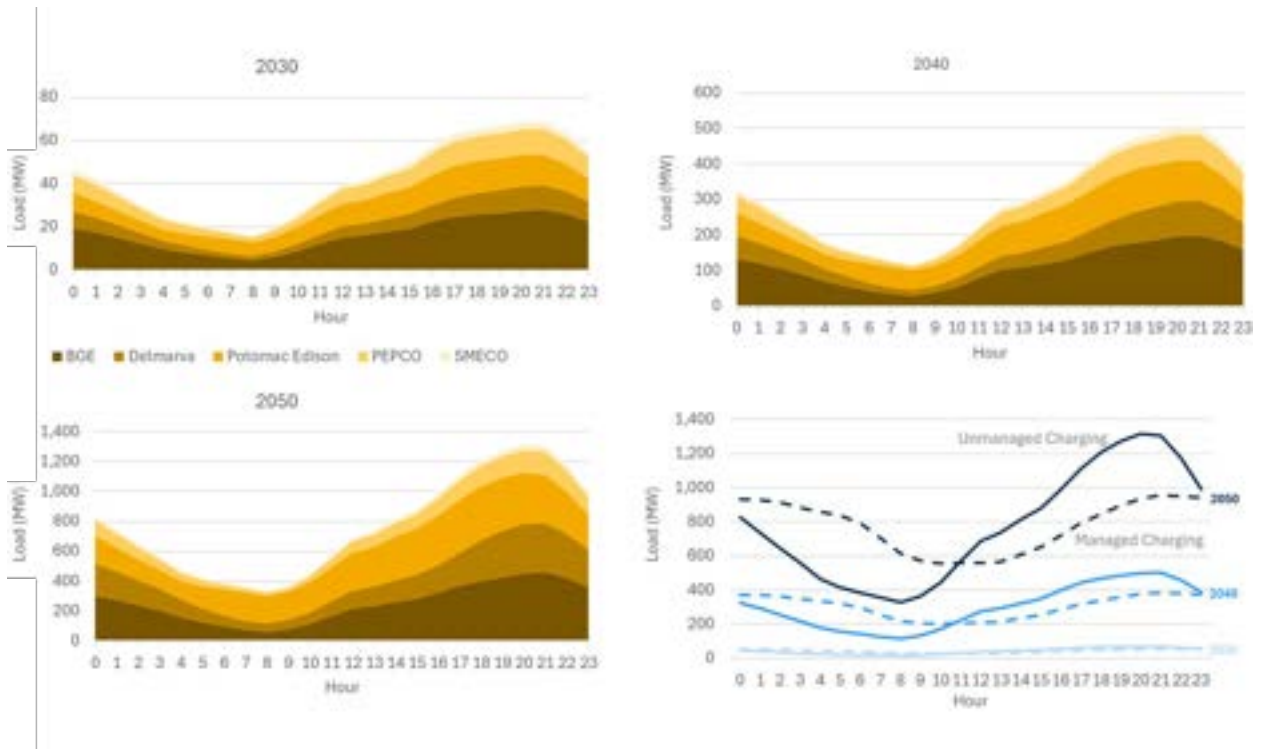 2030
80
60
40
20
0
Load (MW)
0 1 2 3 4 5 6 7 8 9 10 11 12 13 14 15 16 17 18 19 20 21 22 23
Hour
BGE Delmarva Potomac Edison PEPCO SMECO
2040
600
500
400
300
200
100
0
Load (MW)
0 1 2 3 4 5 6 7 8 9 10 11 12 13 14 15 16 17 18 19 20 21 22 23
Hour
2050
1,400
1,200
1,000
800
600
400
200
0
Load (MW)
0 1 2 3 4 5 6 7 8 9 10 11 12 13 14 15 16 17 18 19 20 21 22 23
Hour
1,400
1,200
1,000
800
600
400
200
0
Load (MW)
Unmanaged Charging
2050
Managed Charging
2040
0 1 2 3 4 5 6 7 8 9 10 11 12 13 14 15 16 17 18 19 20 21 22 23
Hour